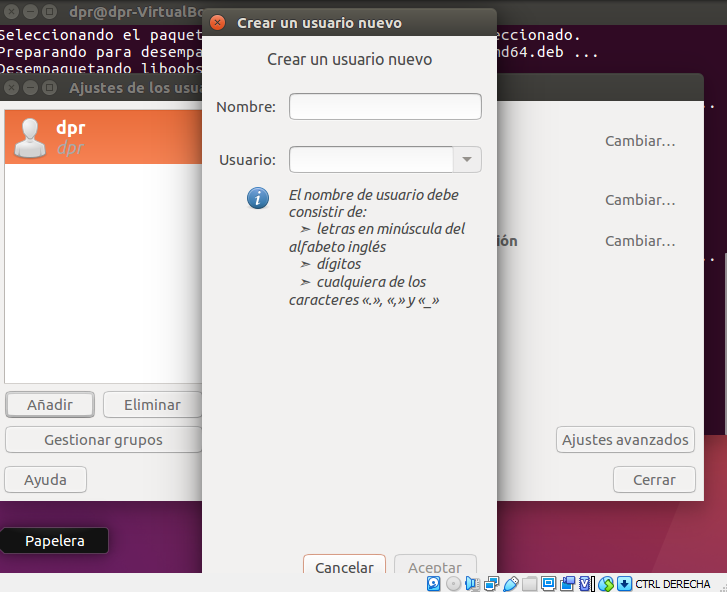 dpr@dpr-VirtualBo
Crear un usuario nuevo
Seleccionando el paquet
eccionado.
Preparando para desempa
md64.deb ...
Desempaquetando liboobs
Ajustes de los usua
Crear un usuario nuevo
Nombre:
dpr
dpr
Cambiar...
Usuario:
El nombre de usuario debe
consistir de:
➣ letras en minúscula del
alfabeto inglés
➣ dígitos
➣ cualquiera de los
caracteres «.», «,» y «_»
Cambiar...
ión
Cambiar...
Añadir
Eliminar
Gestionar grupos
Ajustes avanzados
Ayuda
Cerrar
Papelera
Cancelar
Aceptar
CTRL DERECHA